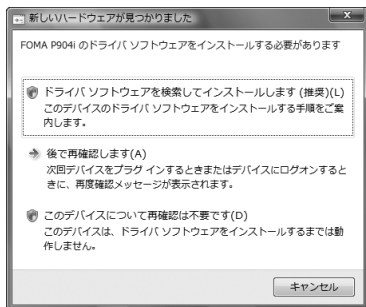 新しいハードウェアが見つかりました
FOMA P904i のドライバ ソフトウェアをインストールする必要があります
ドライバ ソフトウェアを検索してインストールします (推奨)(L)
このデバイスのドライバ ソフトウェアをインストールする手順をご案
内します。
後で再確認します(A)
次回デバイスをプラグ インするときまたはデバイスにログオンすると
きに、再度確認メッセージが表示されます。
このデバイスについて再確認は不要です(D)
このデバイスは、ドライバ ソフトウェアをインストールするまでは動
作しません。
キャンセル